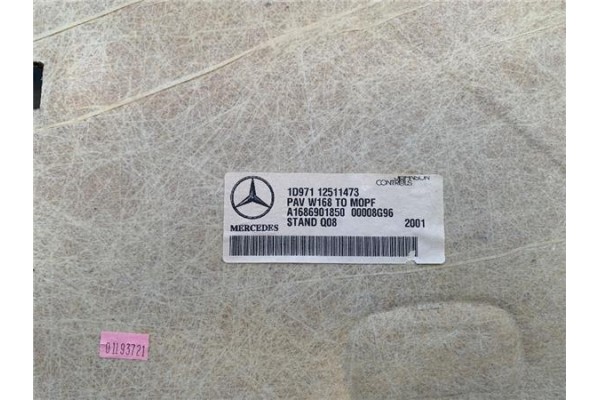 JOHNSON
CONTROLS
1D971 12511473
PAV W168 TO MOPF
A1686901850 00008G96
STAND Q08 2001
MERCEDES
01193721